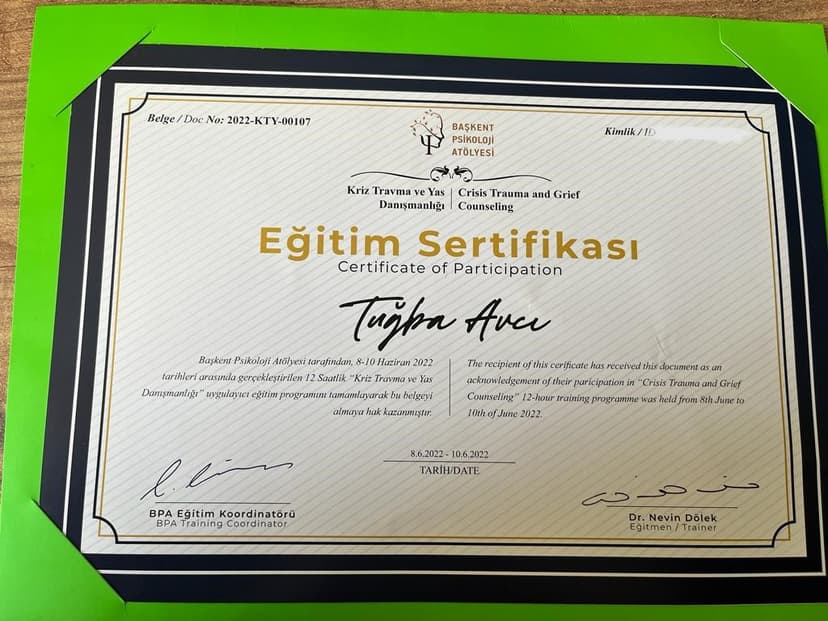 Belge / Doc No: 2022-KTY-00107
Kimlik / ID
BAŞKENT
PSİKOLOJİ
ATÖLYESİ
Kriz Travma ve Yas
Danışmanlığı
Crisis Trauma and Grief
Counseling
Eğitim Sertifikası
Certificate of Participation
Tuğba Avcı
Başkent Psikoloji Atölyesi tarafından, 8-10 Haziran 2022
tarihleri arasında gerçekleştirilen 12 Saatlik "Kriz Travma ve Yas
Danışmanlığı" uygulayıcı eğitim programını tamamlayarak bu belgeyi
almaya hak kazanmıştır.
The recipient of this cerificate has received this document as an
acknowledgement of their paricipation in "Crisis Trauma and Grief
Counseling" 12-hour training programme was held from 8th June to
10th of June 2022.
8.6.2022 - 10.6.2022
TARİH/DATE
BPA Eğitim Koordinatörü
BPA Training Coordinator
Dr. Nevin Dölek
Eğitmen / Trainer